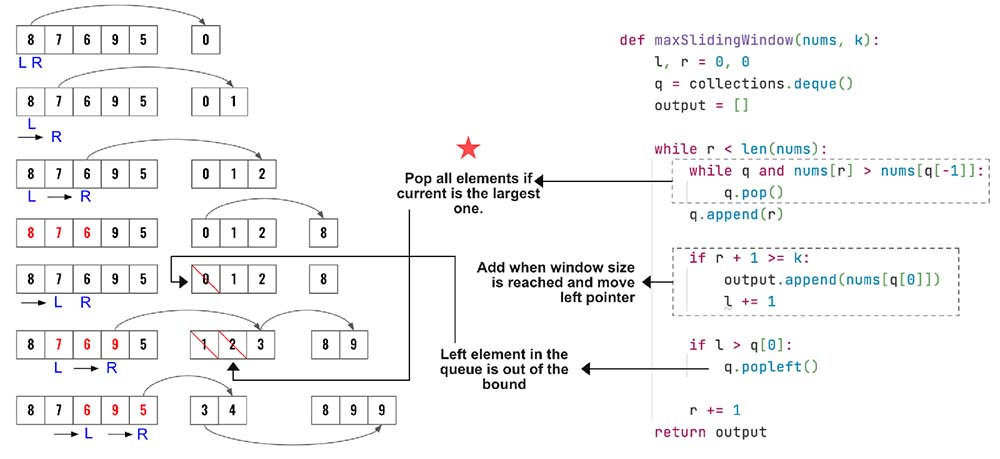 8 7 6 9 5 0
L R
8 7 6 9 5 0 1
L
R
8 7 6 9 5 0 1 2
L R
8 7 6 9 5 0 1 2 8
8 7 6 9 5 0 1 2 8
L R
8 7 6 9 5 1 2 3 8 9
L R
8 7 6 9 5 3 4 8 9 9
L R
Pop all elements if
current is the largest
one.
Add when window size
is reached and move
left pointer
Left element in the
queue is out of the
bound
def maxSlidingWindow(nums, k):
l, r = 0, 0
q = collections.deque()
output = []
while r < len(nums):
while q and nums[r] > nums[q[-1]]:
q.pop()
q.append(r)
if r + 1 >= k:
output.append(nums[q[0]])
l += 1
if l > q[0]:
q.popleft()
r += 1
return output